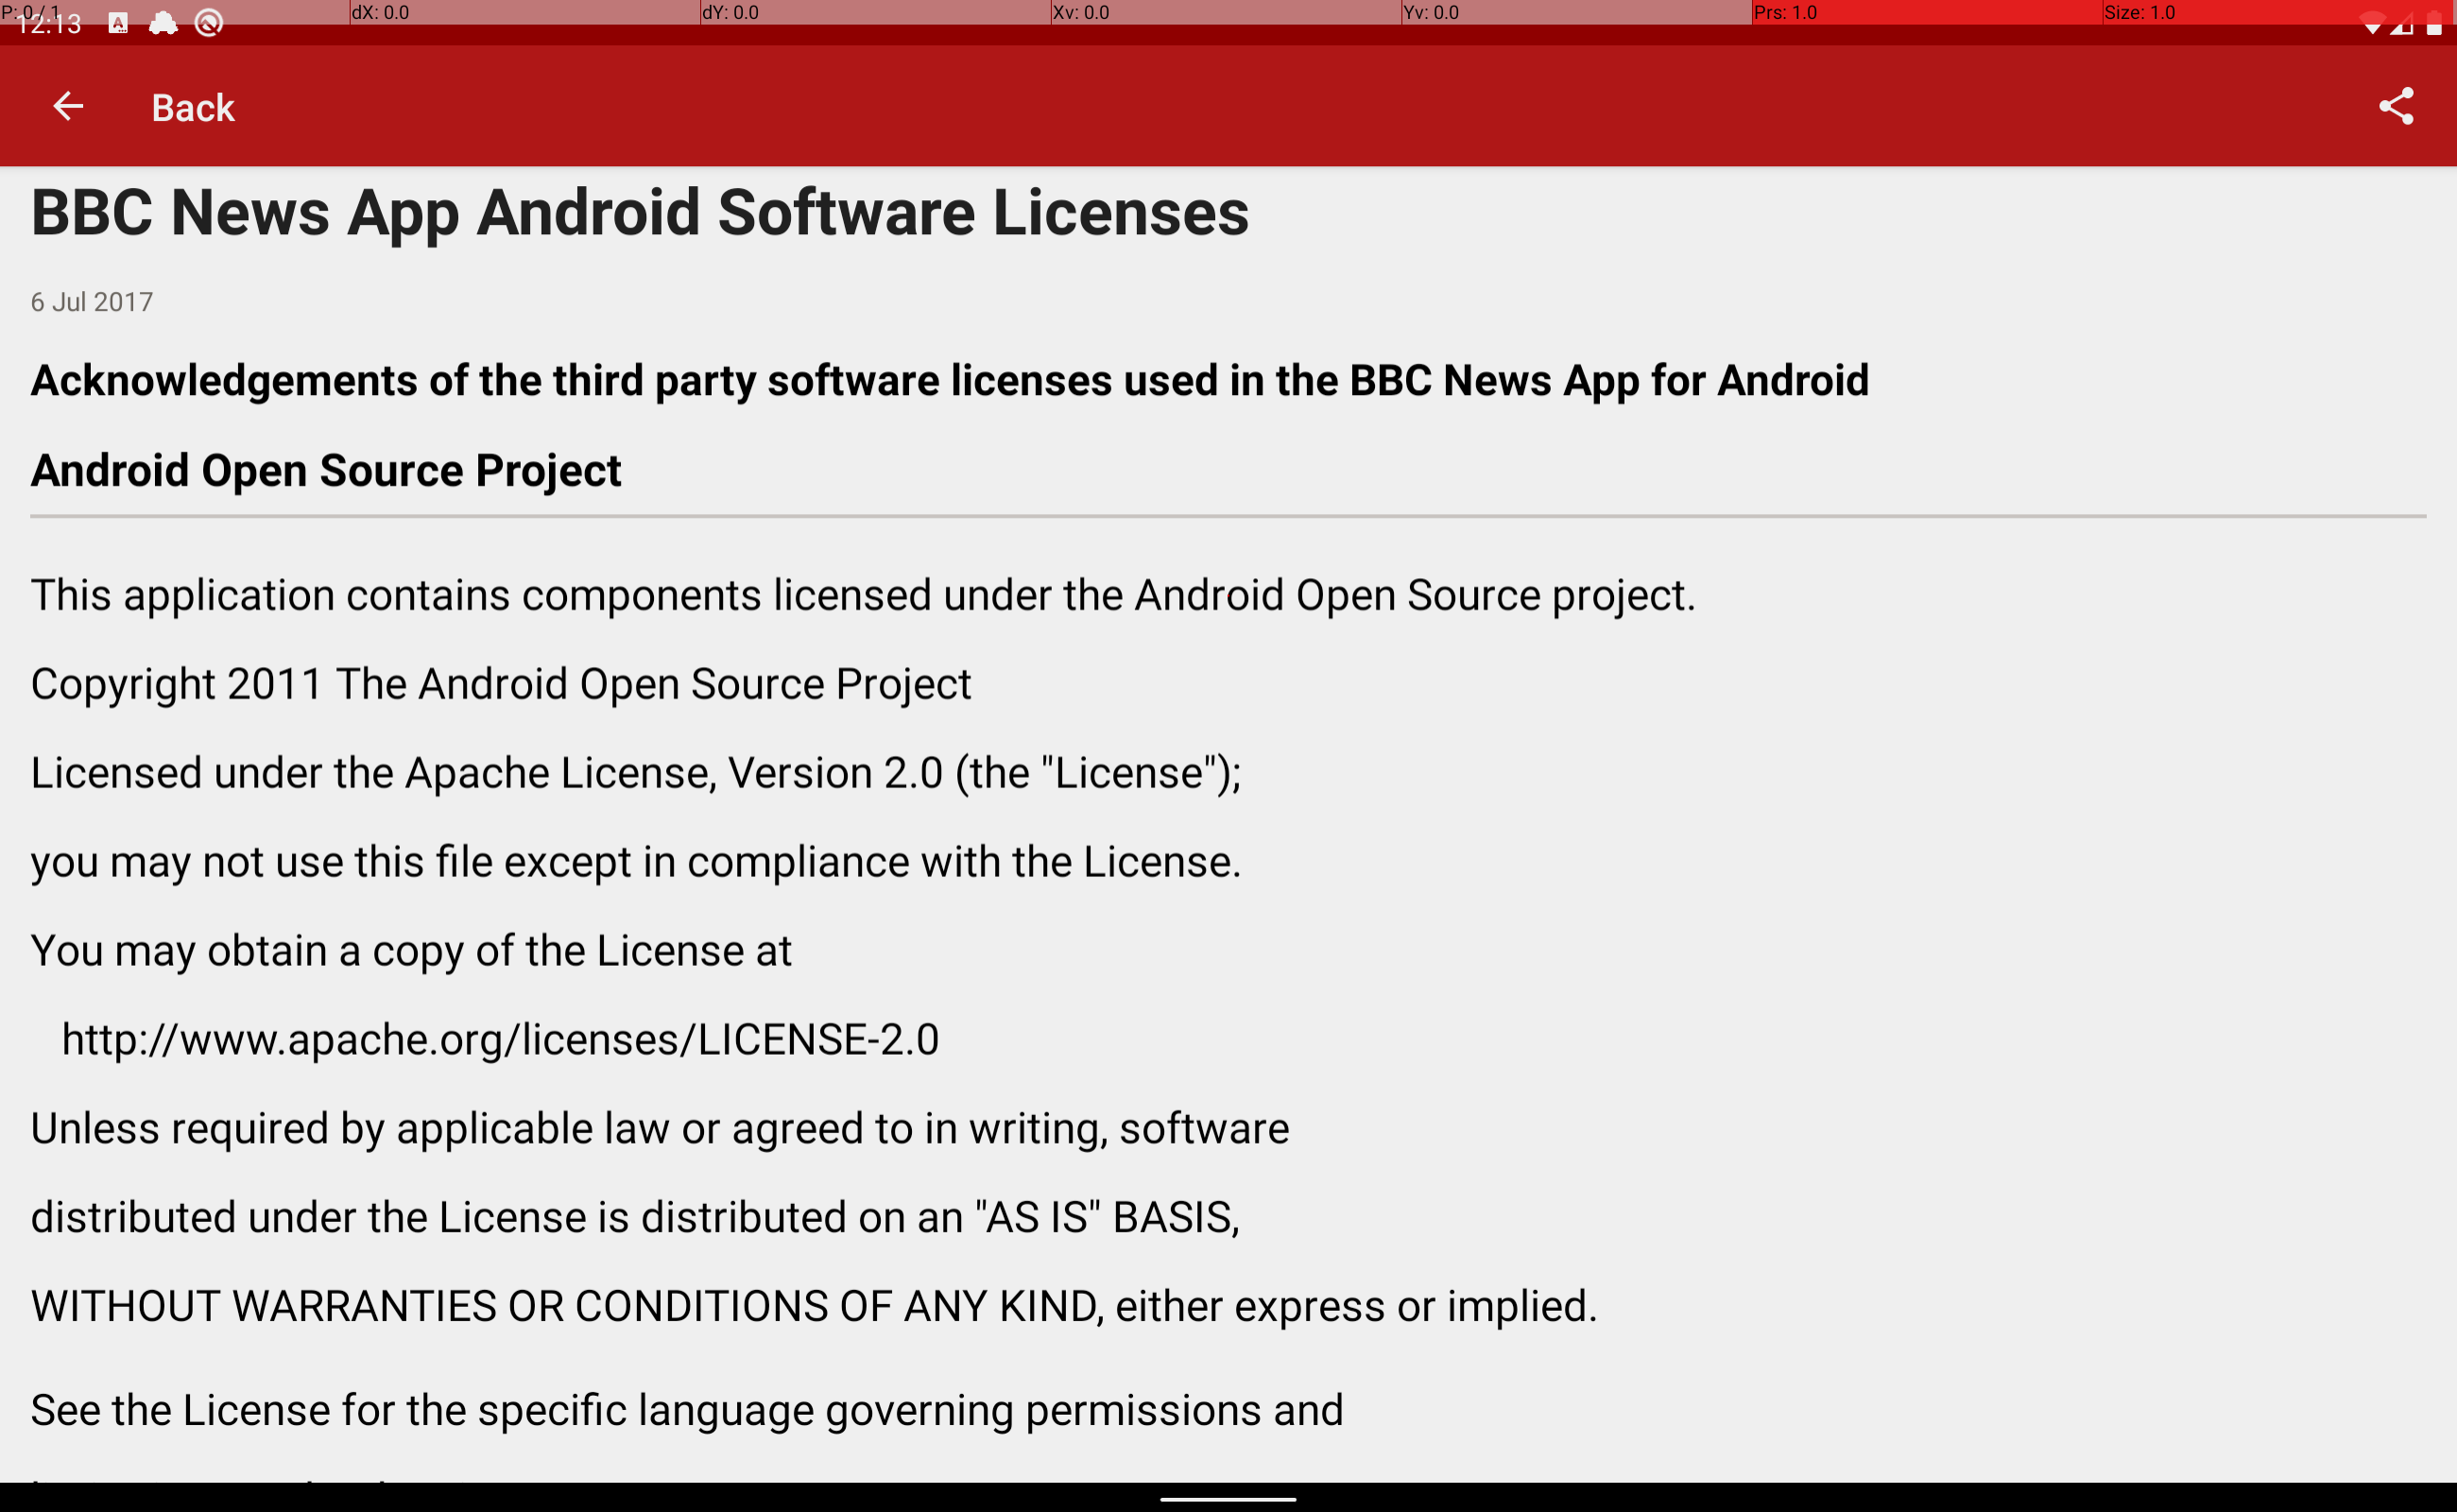 P: 0 / 1 dX: 0.0 dY: 0.0 Xv: 0.0 Yv: 0.0 Prs: 1.0 Size: 1.0
12:13
Back
BBC News App Android Software Licenses
6 Jul 2017
Acknowledgements of the third party software licenses used in the BBC News App for Android
Android Open Source Project
This application contains components licensed under the Android Open Source project.
Copyright 2011 The Android Open Source Project
Licensed under the Apache License, Version 2.0 (the "License");
you may not use this file except in compliance with the License.
You may obtain a copy of the License at
http://www.apache.org/licenses/LICENSE-2.0
Unless required by applicable law or agreed to in writing, software
distributed under the License is distributed on an "AS IS" BASIS,
WITHOUT WARRANTIES OR CONDITIONS OF ANY KIND, either express or implied.
See the License for the specific language governing permissions and